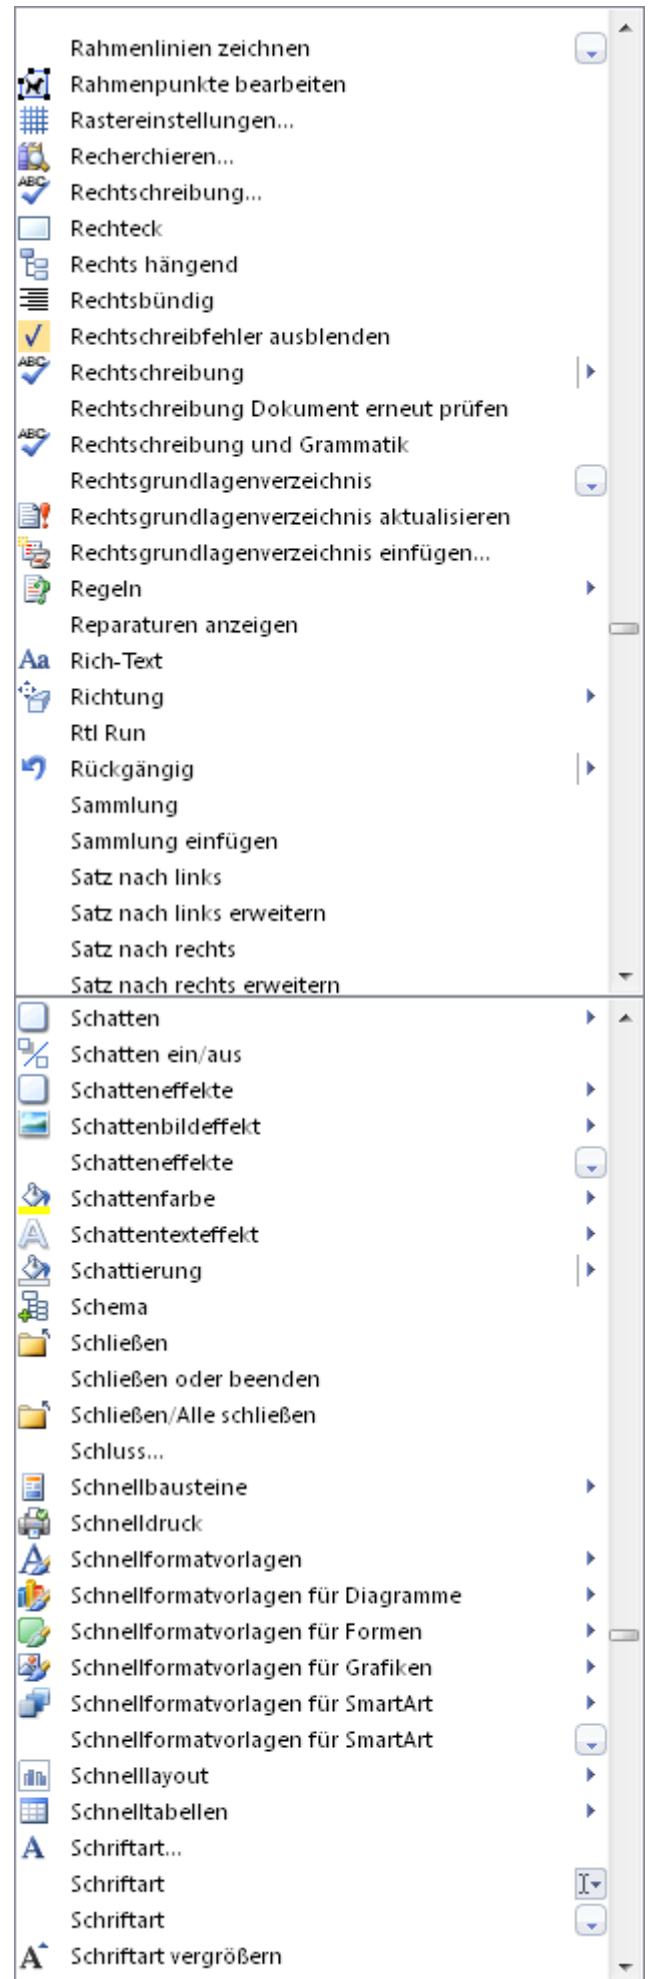 Rahmenlinien zeichnen
Rahmenpunkte bearbeiten
Rastereinstellungen...
Recherchieren...
ABC Rechtschreibung...
Rechteck
Rechts hängend
Rechtsbündig
Rechtschreibfehler ausblenden
ABC Rechtschreibung
Rechtschreibung Dokument erneut prüfen
ABC Rechtschreibung und Grammatik
Rechtsgrundlagenverzeichnis
Rechtsgrundlagenverzeichnis aktualisieren
Rechtsgrundlagenverzeichnis einfügen...
Regeln
Reparaturen anzeigen
Aa Rich-Text
Richtung
Rtl Run
Rückgängig
Sammlung
Sammlung einfügen
Satz nach links
Satz nach links erweitern
Satz nach rechts
Satz nach rechts erweitern
Schatten
Schatten ein/aus
Schatteneffekte
Schattenbildeffekt
Schatteneffekte
Schattenfarbe
A Schattentexteffekt
Schattierung
Schema
Schließen
Schließen oder beenden
Schließen/Alle schließen
Schluss...
Schnellbausteine
Schnelldruck
A Schnellformatvorlagen
Schnellformatvorlagen für Diagramme
Schnellformatvorlagen für Formen
Schnellformatvorlagen für Grafiken
Schnellformatvorlagen für SmartArt
Schnellformatvorlagen für SmartArt
Schnelllayout
Schnelltabellen
A Schriftart...
Schriftart
Schriftart
A Schriftart vergrößern